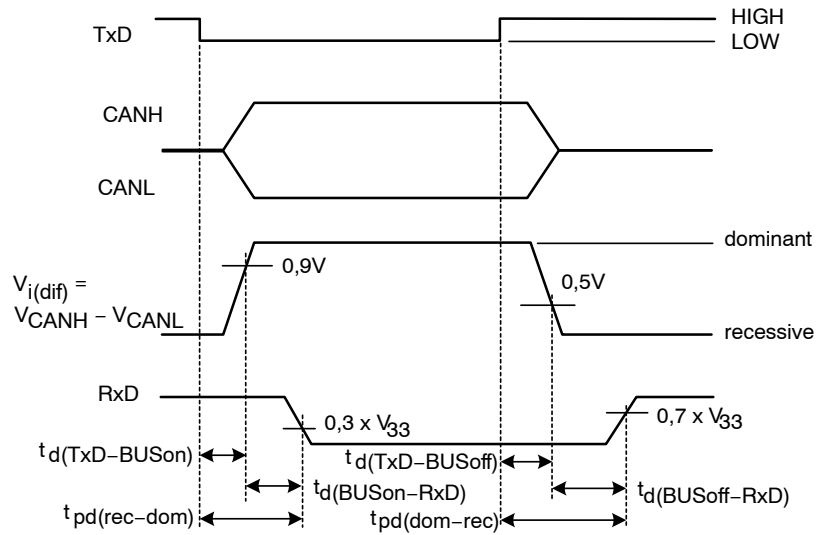 TxD
HIGH
LOW
CANH
CANL
dominant
0,9V
0,5V
Vi(dif) =
VCANH − VCANL
recessive
RxD
0,3 x V33
0,7 x V33
td(TxD−BUSon)
td(TxD−BUSoff)
td(BUSon−RxD)
td(BUSoff−RxD)
tpd(rec−dom)
tpd(dom−rec)